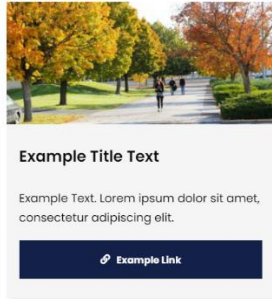 Example Title Text
Example Text. Lorem ipsum dolor sit amet,
consectetur adipiscing elit.
Example Link